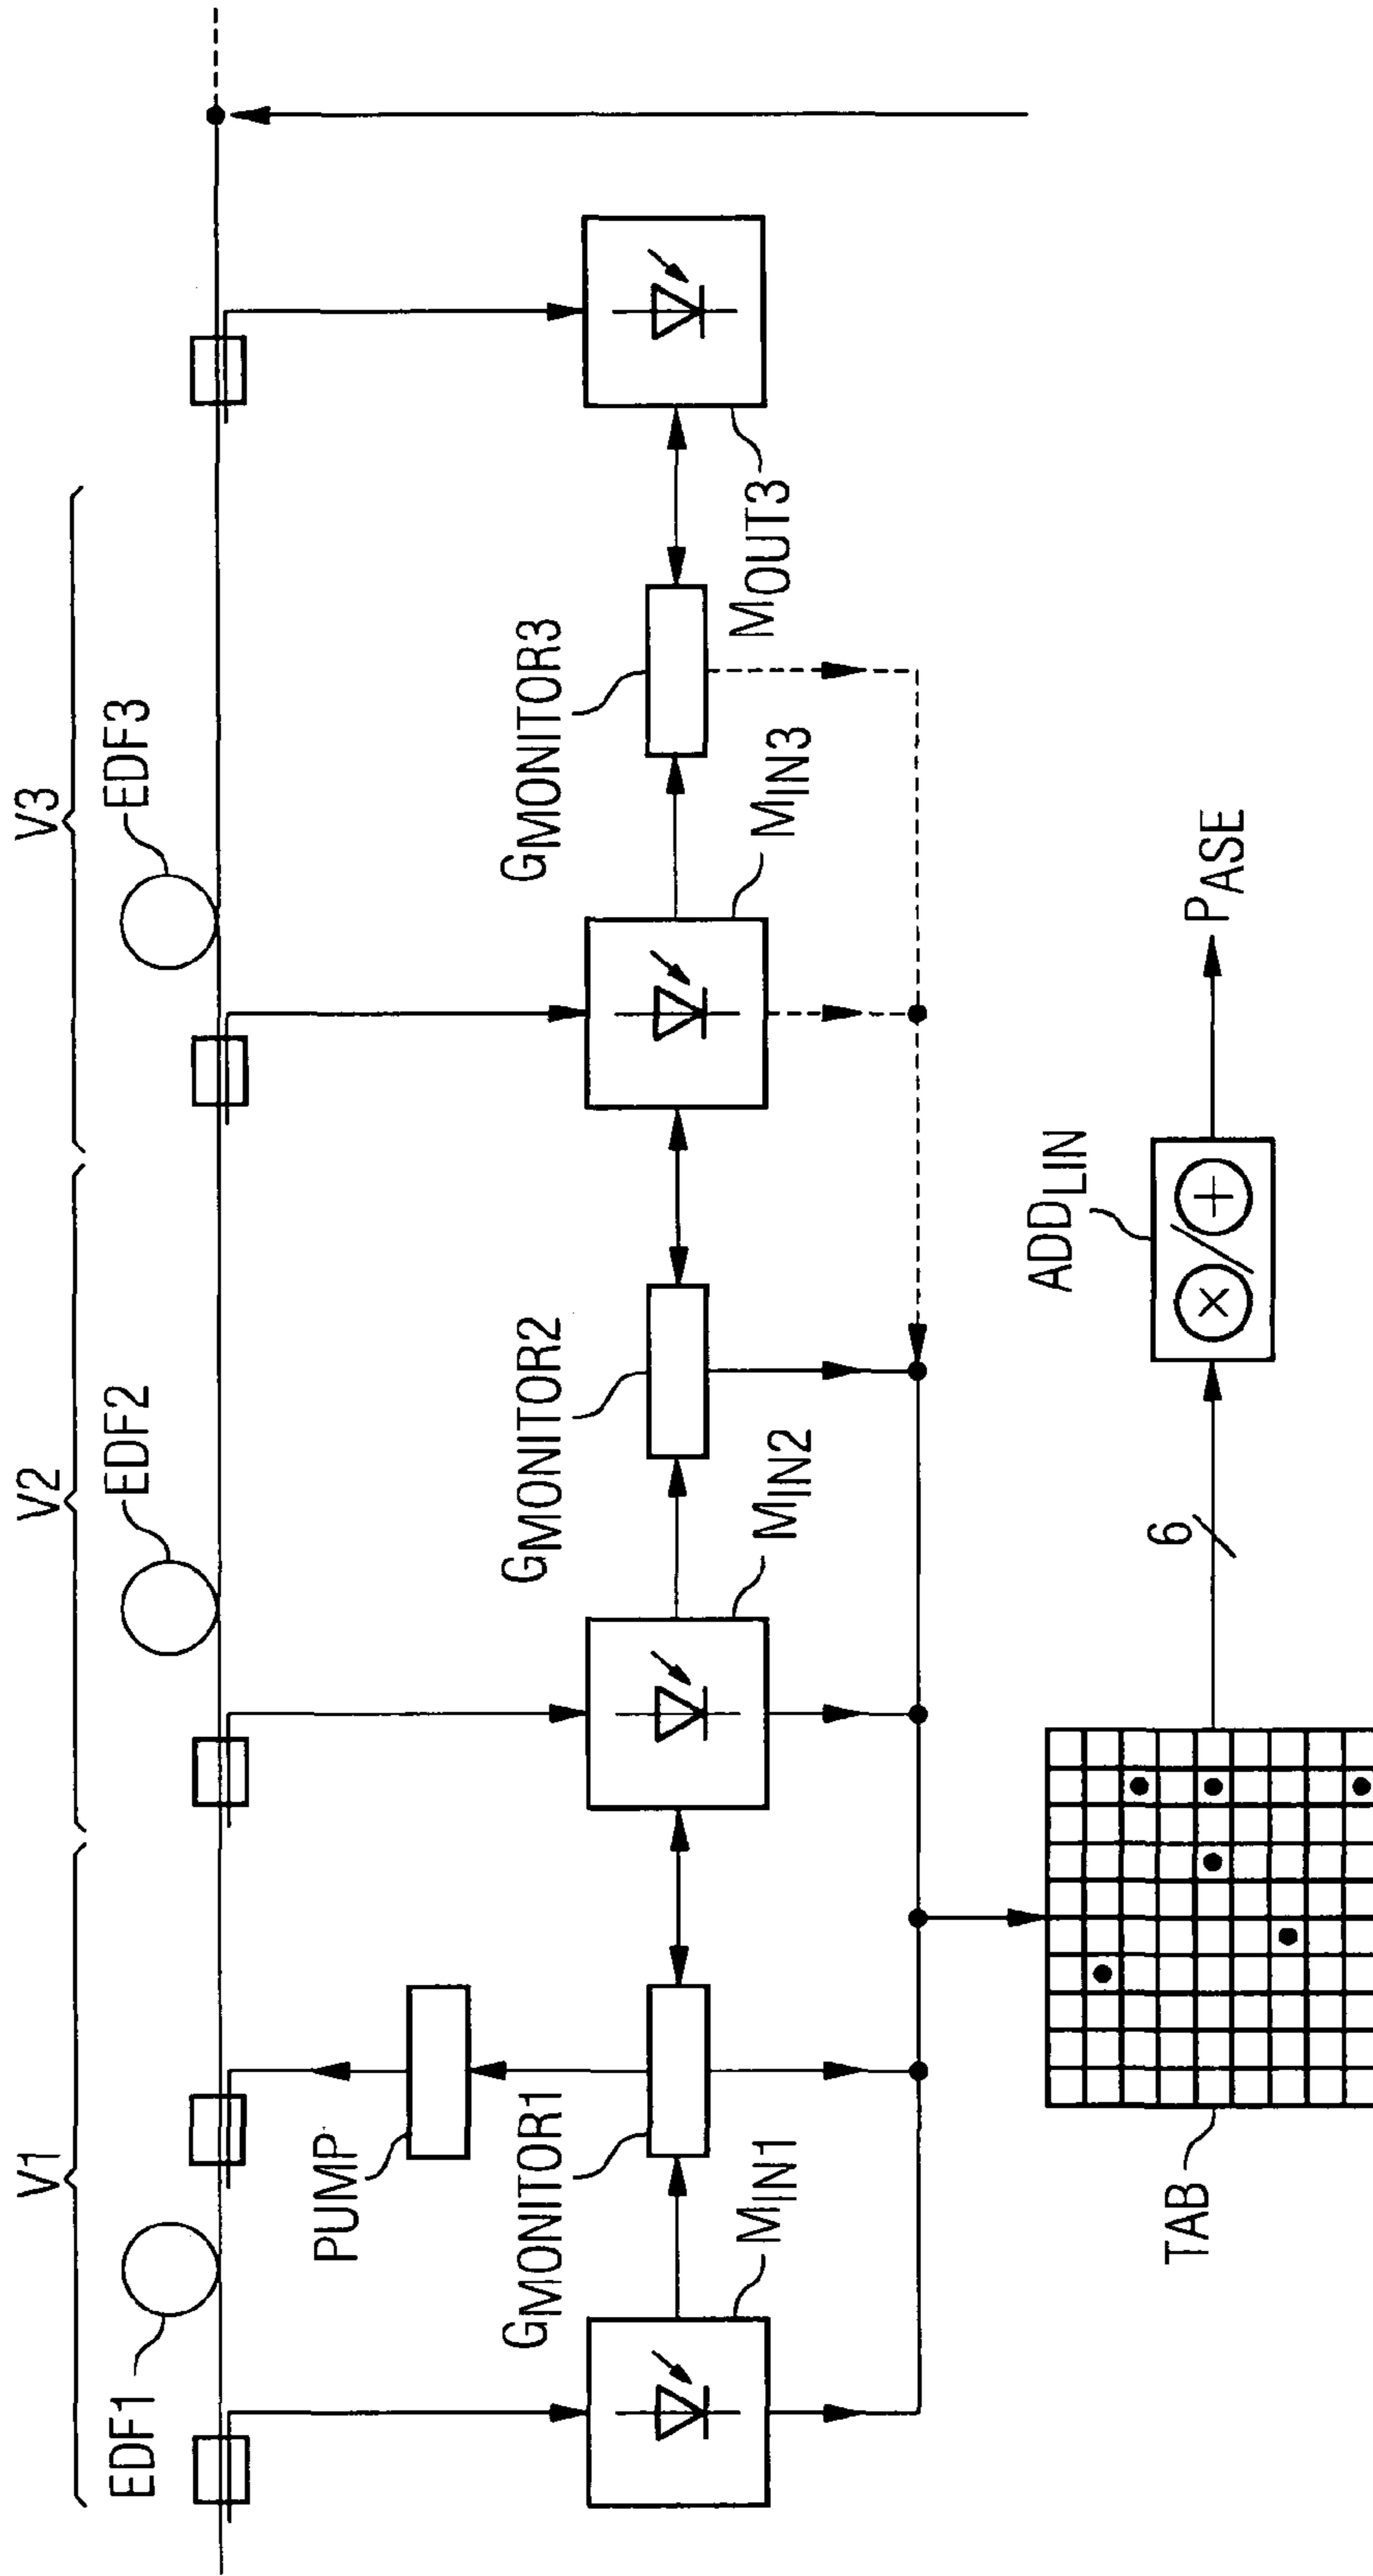 V1
V2
V3
EDF1
EDF2
EDF3
PUMP
GMONITOR1
GMONITOR2
GMONITOR3
MIN1
MIN2
MIN3
MOUT3
TAB
6
ADDLIN
PASE